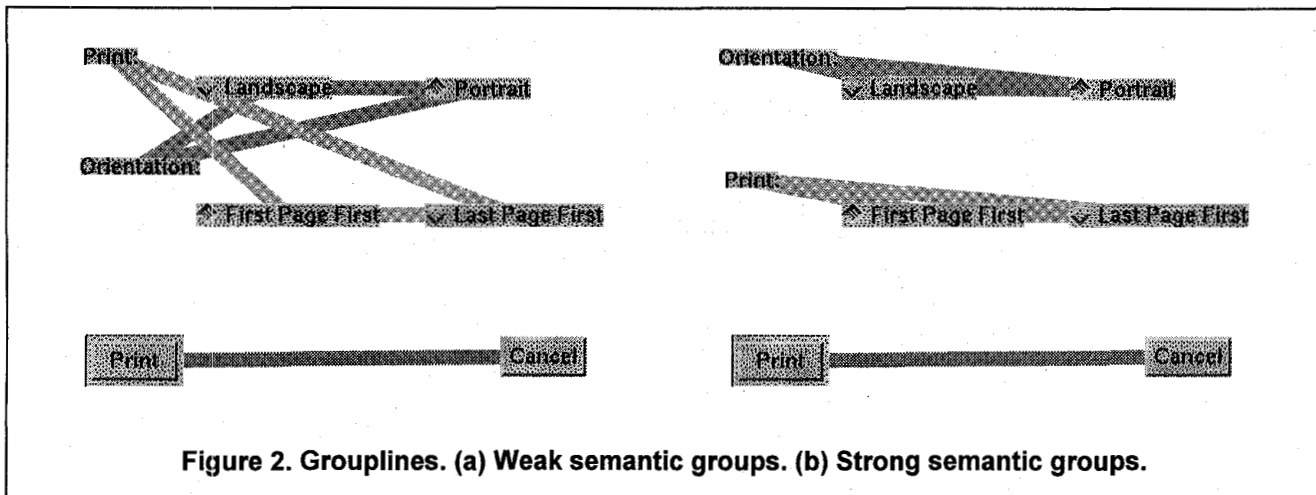 Print:
Landscape
Portrait
Orientation:
First Page First
Last Page First
Print
Cancel
Orientation:
Landscape
Portrait
Print:
First Page First
Last Page First
Print
Cancel
Figure 2. Grouplines. (a) Weak semantic groups. (b) Strong semantic groups.